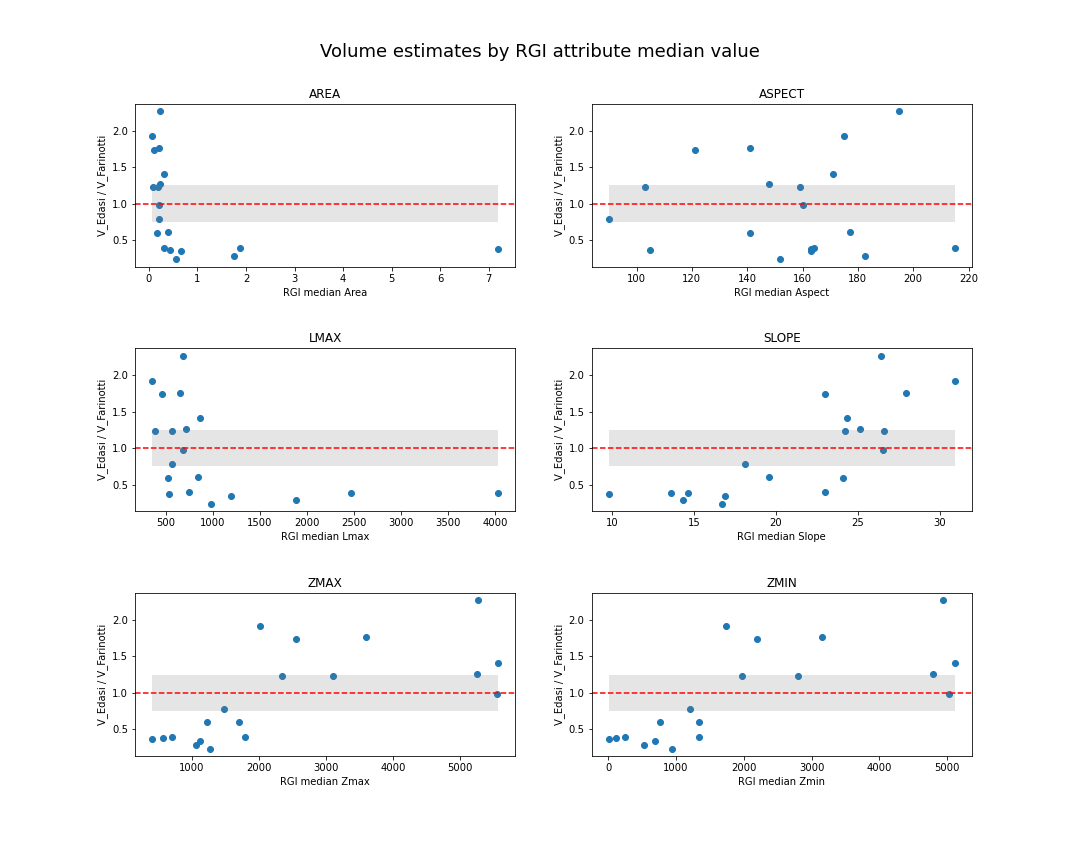 Volume estimates by RGI attribute median value
AREA
V_Edasi / V_Farinotti
2.0
1.5
1.0
0.5
0 1 2 3 4 5 6 7
RGI median Area
ASPECT
V_Edasi / V_Farinotti
2.0
1.5
1.0
0.5
100 120 140 160 180 200 220
RGI median Aspect
LMAX
V_Edasi / V_Farinotti
2.0
1.5
1.0
0.5
500 1000 1500 2000 2500 3000 3500 4000
RGI median Lmax
SLOPE
V_Edasi / V_Farinotti
2.0
1.5
1.0
0.5
10 15 20 25 30
RGI median Slope
ZMAX
V_Edasi / V_Farinotti
2.0
1.5
1.0
0.5
1000 2000 3000 4000 5000
RGI median Zmax
ZMIN
V_Edasi / V_Farinotti
2.0
1.5
1.0
0.5
0 1000 2000 3000 4000 5000
RGI median Zmin